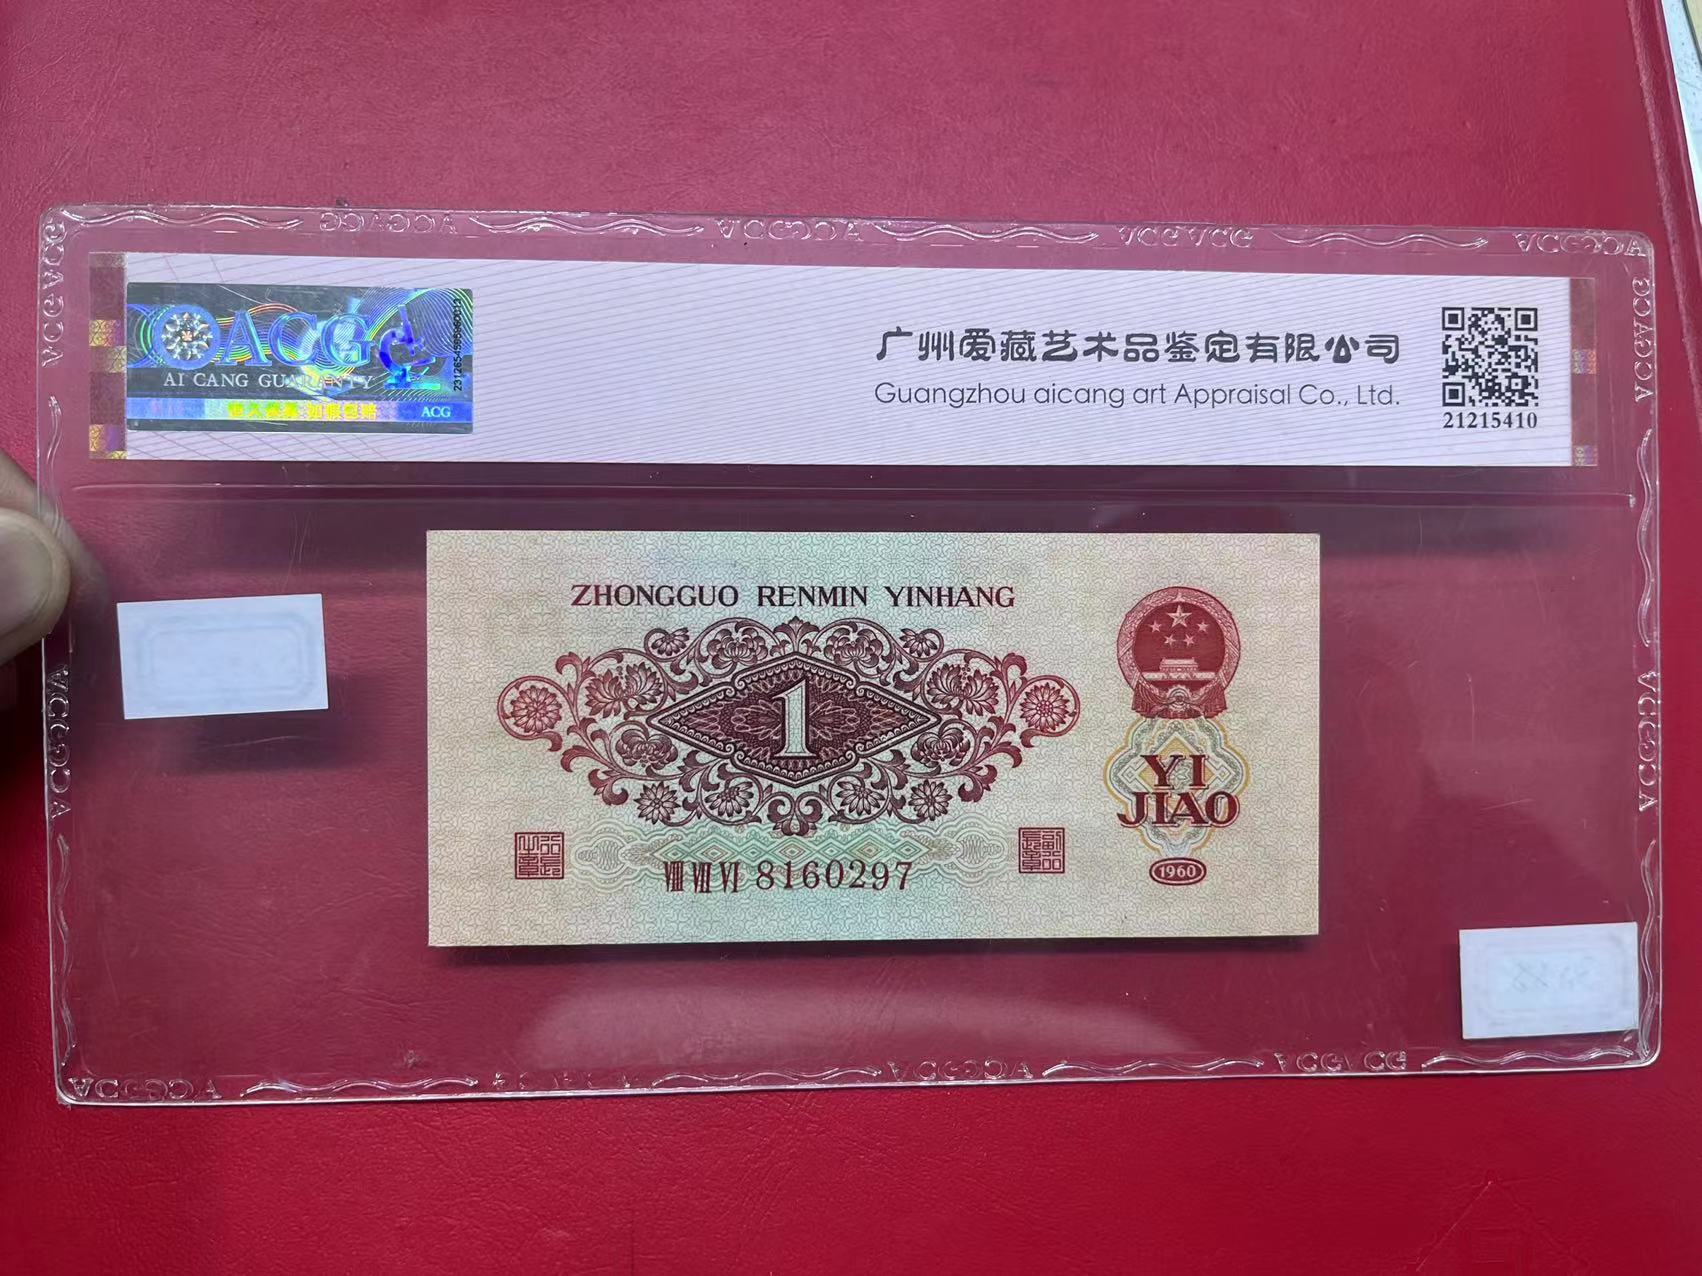 ACG
AI CANG GUARANTY
ACG
广州爱藏艺术品鉴定有限公司
Guangzhou aicang art Appraisal Co., Ltd.
21215410
ZHONGGUO RENMIN YINHANG
1
YI
JIAO
VIII VII VI 8160297
1960